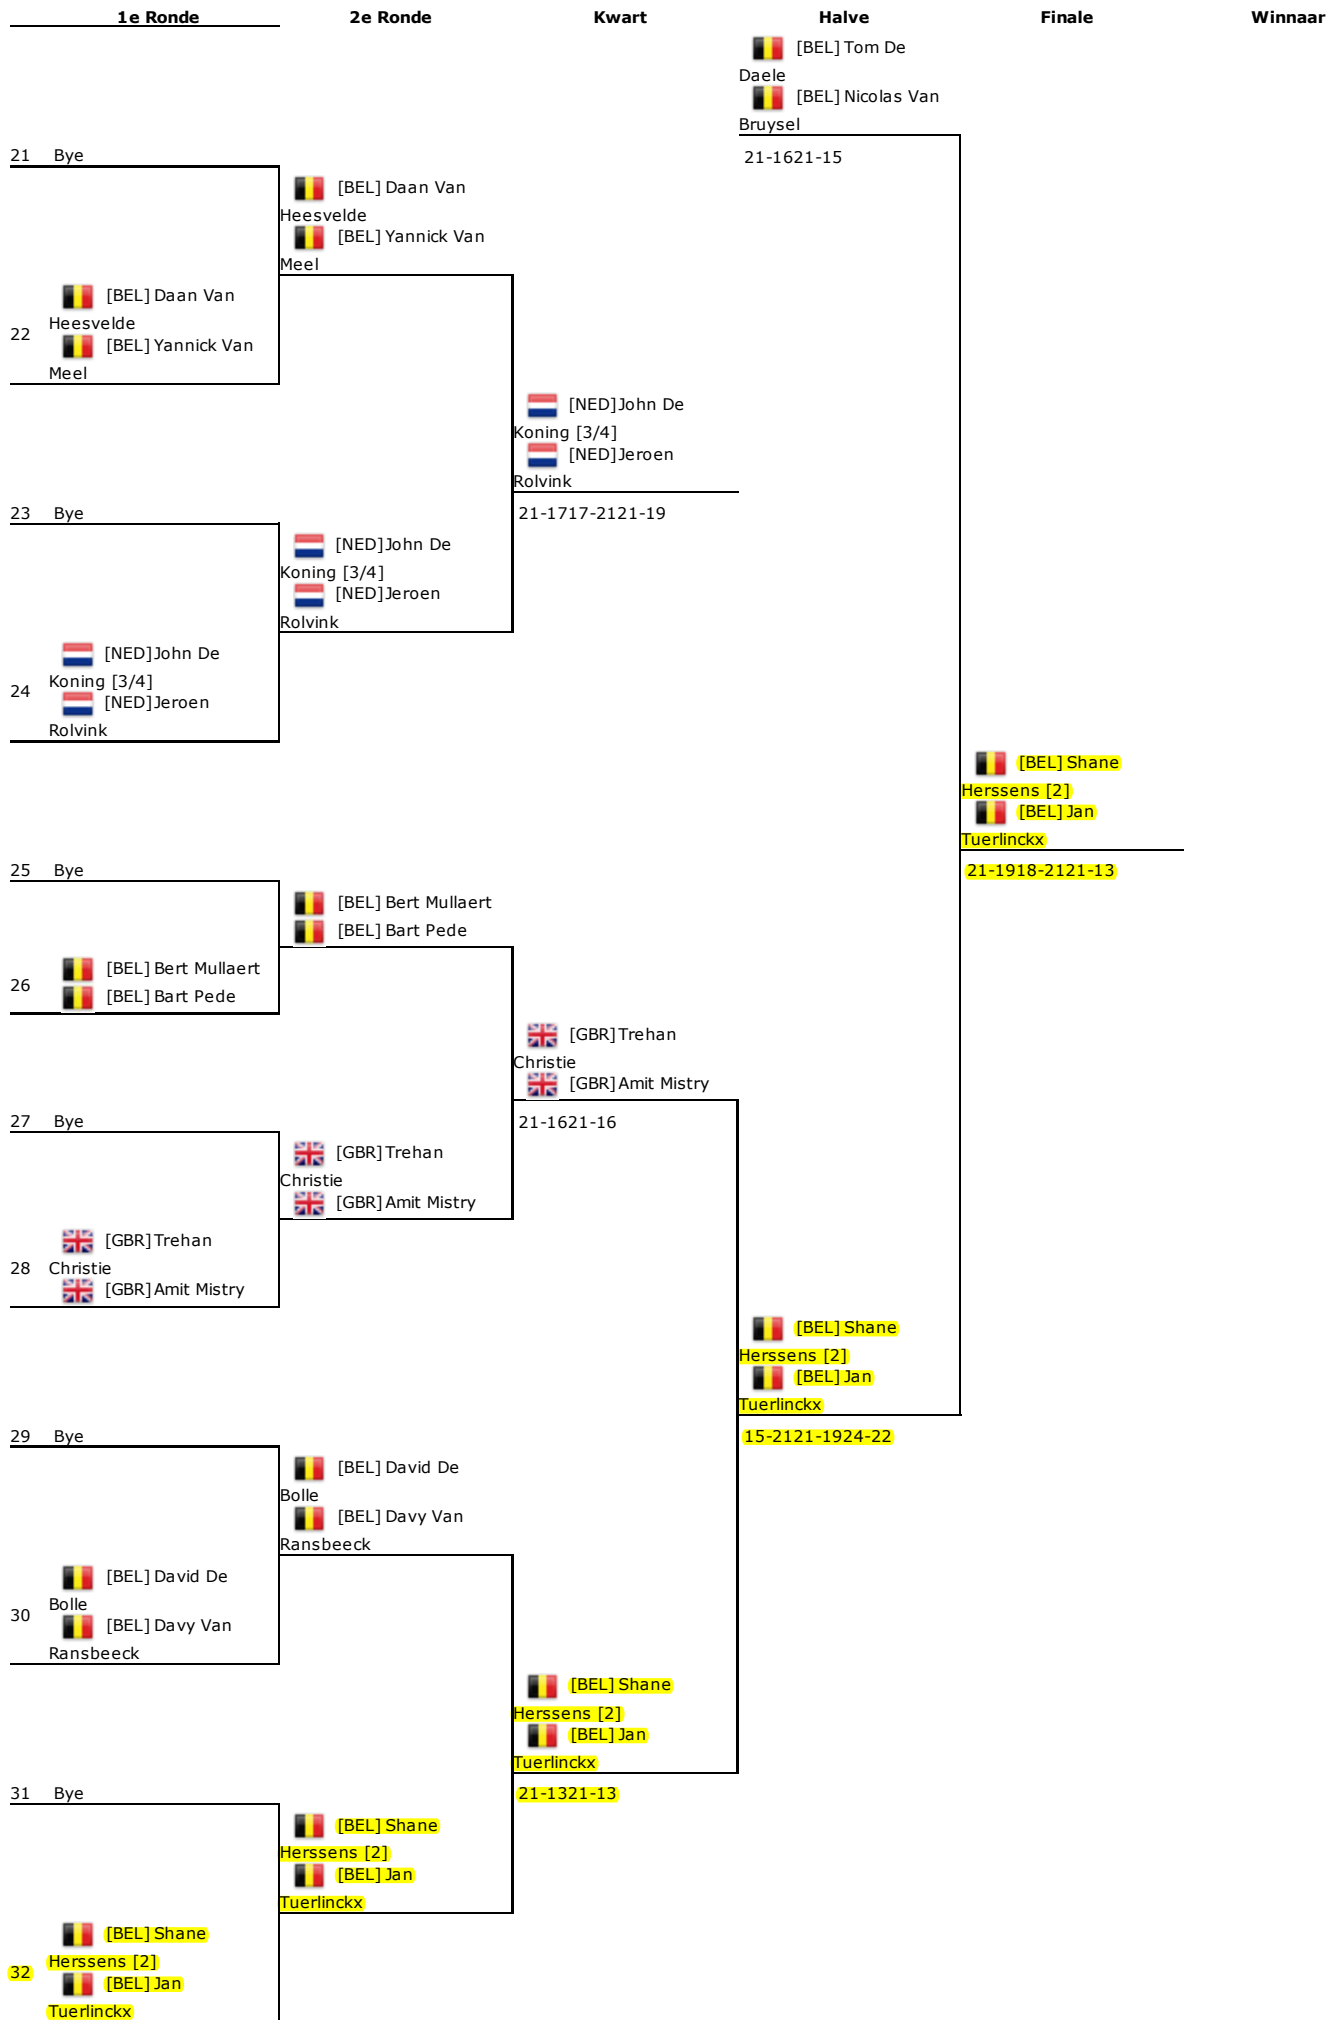 1e Ronde 2e Ronde Kwart Halve Finale Winnaar
[BEL] Tom De
Daele
[BEL] Nicolas Van
Bruysel
21 Bye
21-1621-15
[BEL] Daan Van
Heesvelde
[BEL] Yannick Van
Meel
[BEL] Daan Van
Heesvelde
22
[BEL] Yannick Van
Meel
[NED]John De
Koning [3/4]
[NED]Jeroen
Rolvink
23 Bye
21-1717-2121-19
[NED]John De
Koning [3/4]
[NED]Jeroen
Rolvink
[NED]John De
Koning [3/4]
24
[NED]Jeroen
Rolvink
[BEL] Shane
Herssens [2]
[BEL] Jan
Tuerlinckx
25 Bye
21-1918-2121-13
[BEL] Bert Mullaert
[BEL] Bart Pede
[BEL] Bert Mullaert
26
[BEL] Bart Pede
[GBR]Trehan
Christie
[GBR]Amit Mistry
27 Bye
21-1621-16
[GBR]Trehan
Christie
[GBR]Amit Mistry
[GBR]Trehan
28 Christie
[GBR]Amit Mistry
[BEL] Shane
Herssens [2]
[BEL] Jan
Tuerlinckx
29 Bye
15-2121-1924-22
[BEL] David De
Bolle
[BEL] Davy Van
Ransbeeck
[BEL] David De
Bolle
30
[BEL] Davy Van
Ransbeeck
[BEL] Shane
Herssens [2]
[BEL] Jan
Tuerlinckx
31 Bye
21-1321-13
[BEL] Shane
Herssens [2]
[BEL] Jan
Tuerlinckx
[BEL] Shane
Herssens [2]
32
[BEL] Jan
Tuerlinckx